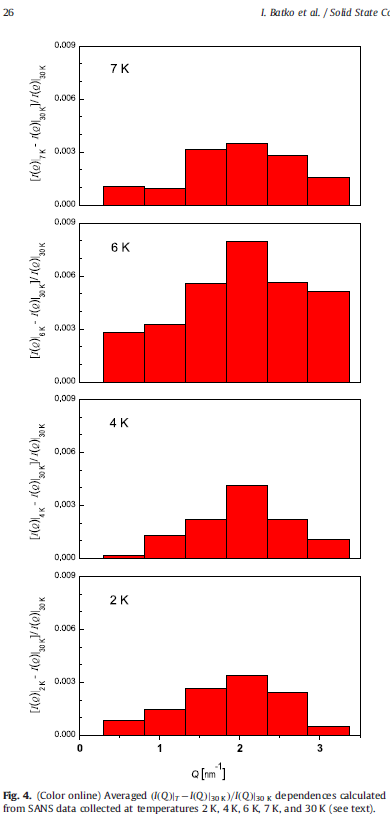 26
I. Batko et al. / Solid State Co
0.009
7 K
0.006
0.003
0.000
[I(Q)|7 K - I(Q)|30 K]/I(Q)|30 K
0.009
6 K
0.006
0.003
0.000
[I(Q)|6 K - I(Q)|30 K]/I(Q)|30 K
0.009
4 K
0.006
0.003
0.000
[I(Q)|4 K - I(Q)|30 K]/I(Q)|30 K
0.009
2 K
0.006
0.003
0.000
[I(Q)|2 K - I(Q)|30 K]/I(Q)|30 K
0 1 2 3
Q [nm-1]
Fig. 4. (Color online) Averaged (I(Q)|T − I(Q)|30 K)/I(Q)|30 K dependences calculated
from SANS data collected at temperatures 2 K, 4 K, 6 K, 7 K, and 30 K (see text).